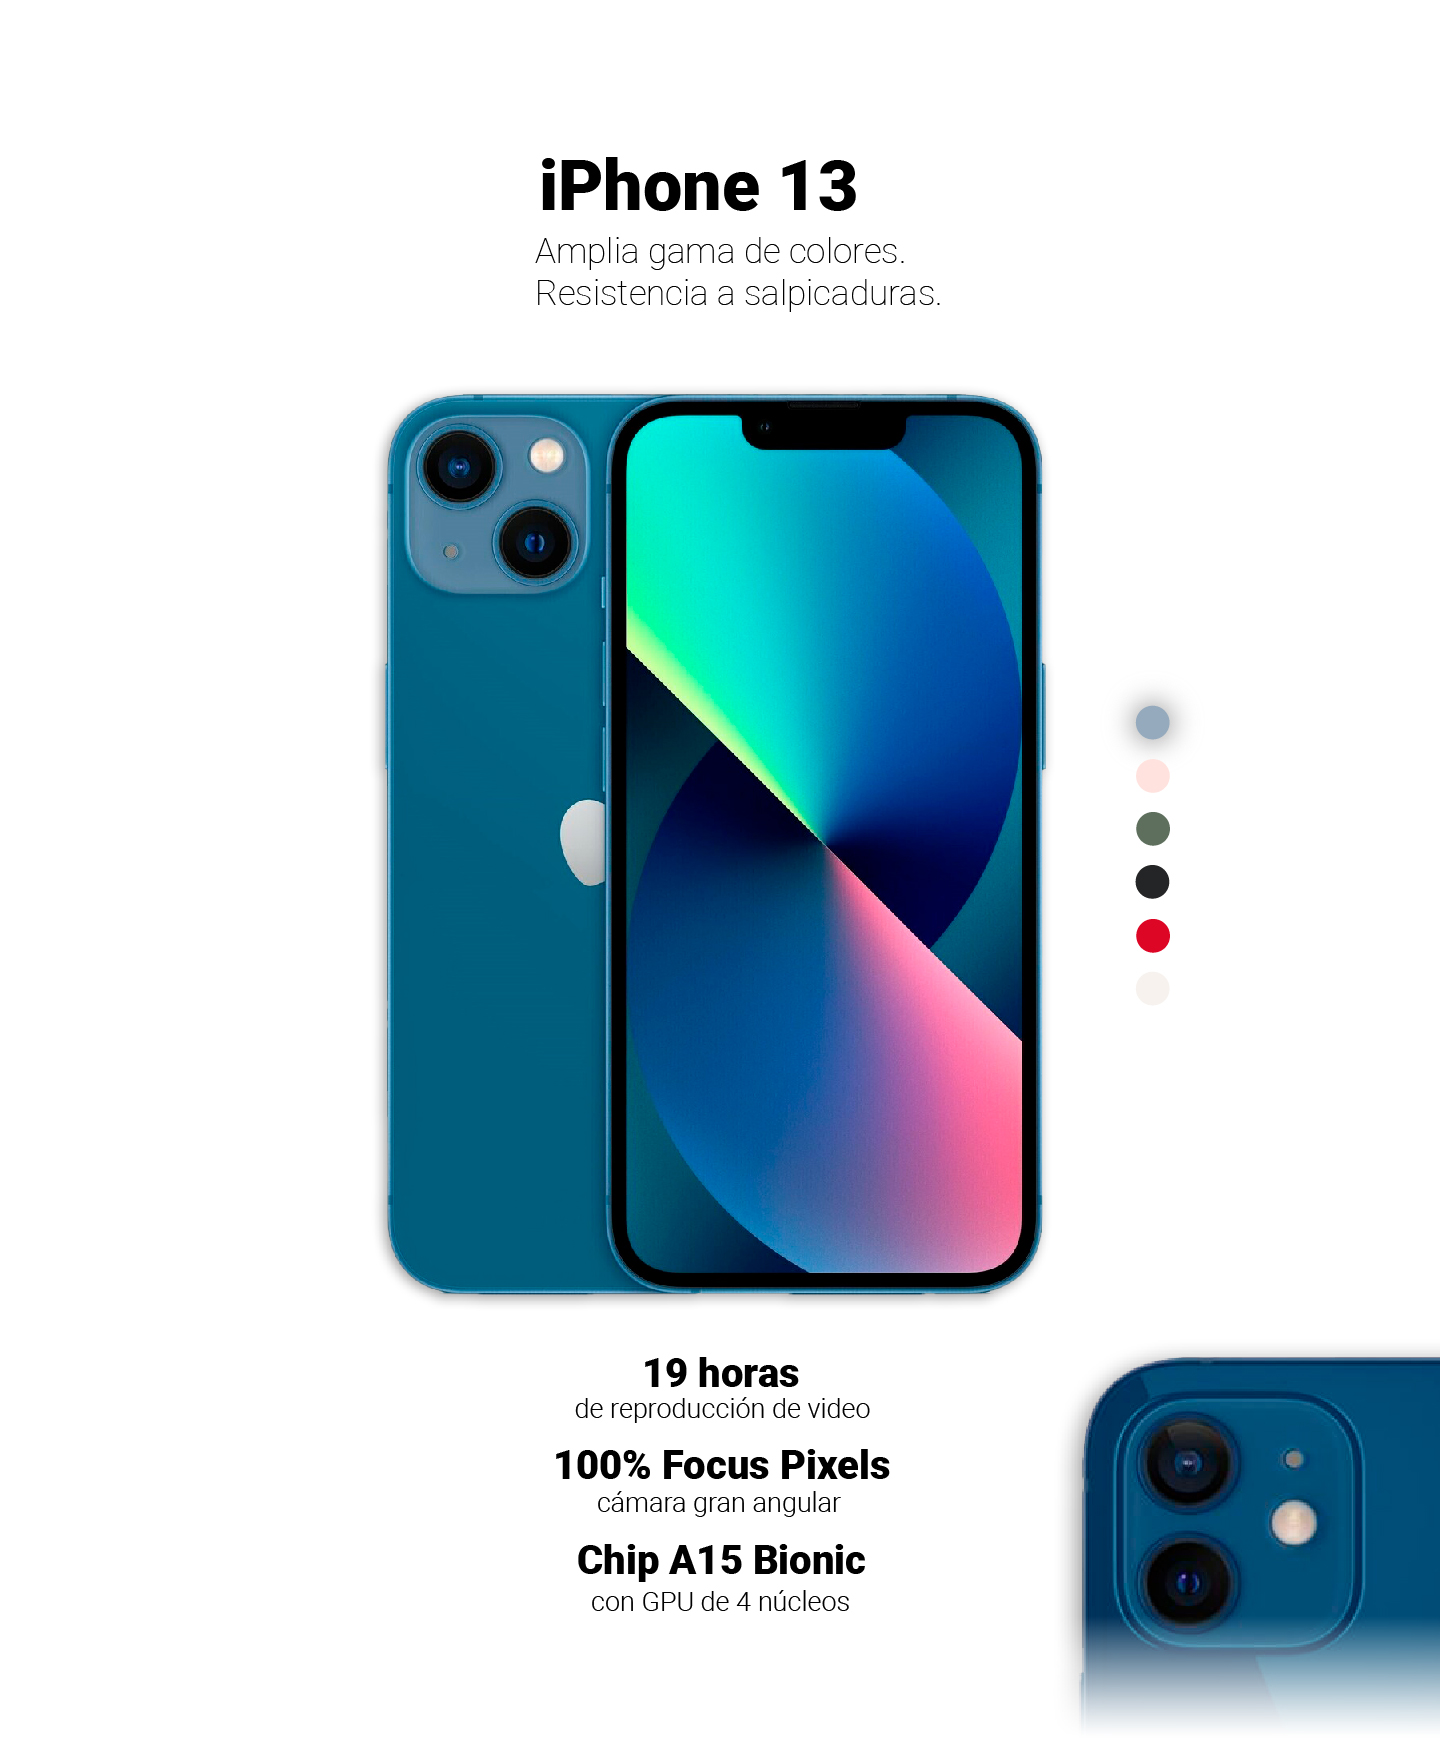 iPhone 13
Amplia gama de colores.
Resistencia a salpicaduras.
19 horas
de reproducción de video
100% Focus Pixels
cámara gran angular
Chip A15 Bionic
con GPU de 4 núcleos